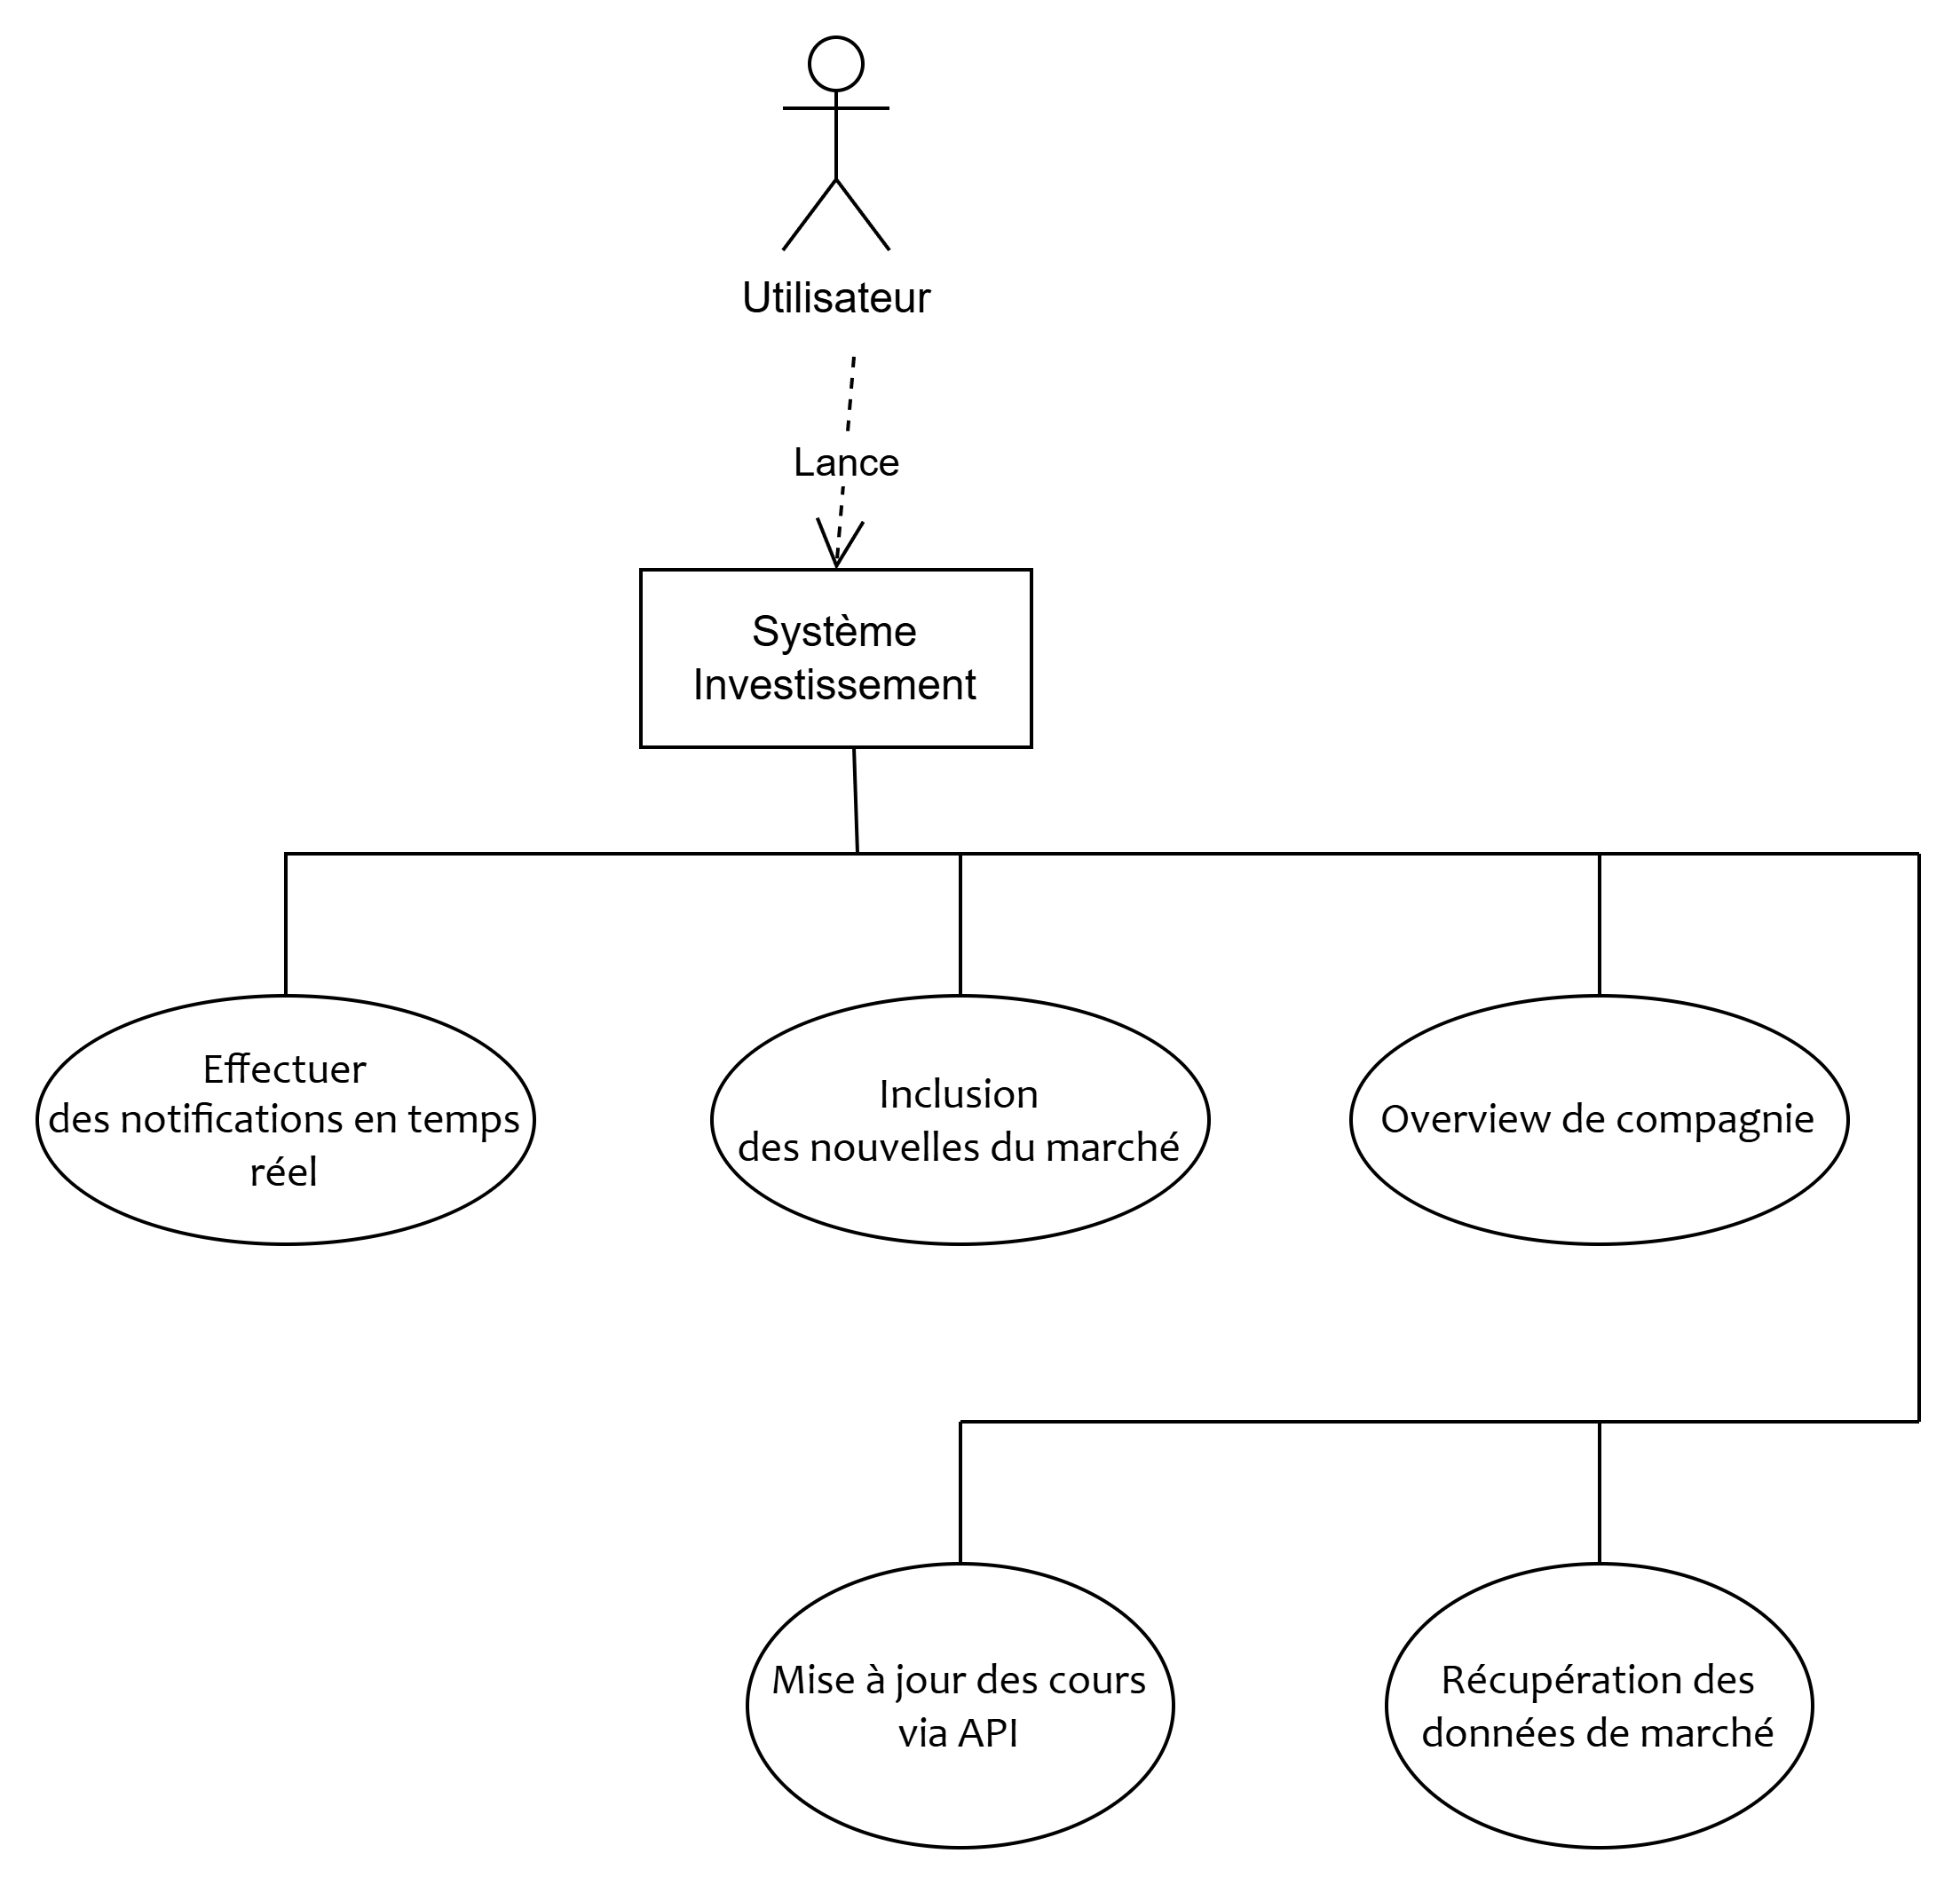 Utilisateur
Lance
Système
Investissement
Effectuer
des notifications en temps
réel
Inclusion
des nouvelles du marché
Overview de compagnie
Mise à jour des cours
via API
Récupération des
données de marché